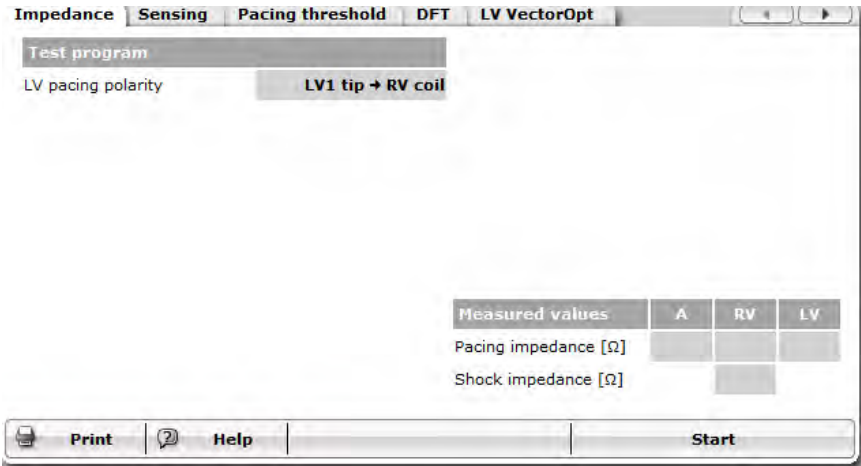 Impedance Sensing Pacing threshold DFT LV VectorOpt
Test program
LV pacing polarity LV1 tip → RV coil
Measured values A RV LV
Pacing impedance [Ω]
Shock impedance [Ω]
Print Help Start